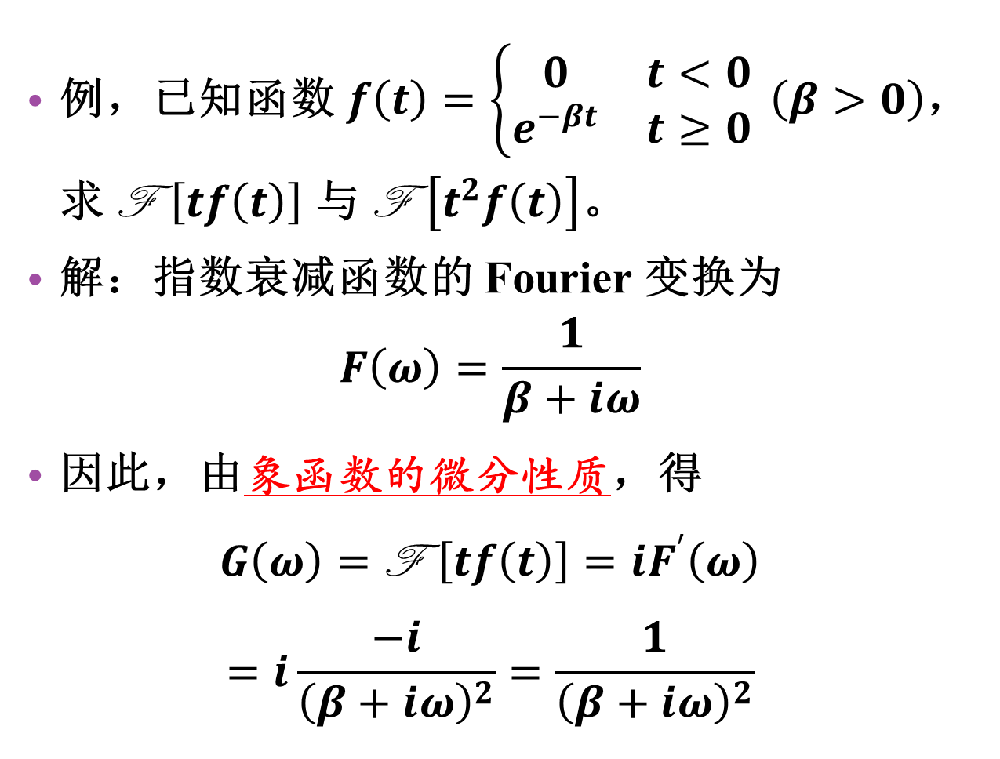 • 例，已知函数 $f(t) = \begin{cases} 0 & t < 0 \\ e^{-\beta t} & t \geq 0 \end{cases} (\beta > 0)$，
求 $\mathscr{F}[tf(t)]$ 与 $\mathscr{F}[t^2 f(t)]$。
• 解：指数衰减函数的 Fourier 变换为
$F(\omega) = \frac{1}{\beta + i\omega}$
• 因此，由象函数的微分性质，得
$G(\omega) = \mathscr{F}[tf(t)] = iF'(\omega)$
$= i\frac{-i}{(\beta + i\omega)^2} = \frac{1}{(\beta + i\omega)^2}$